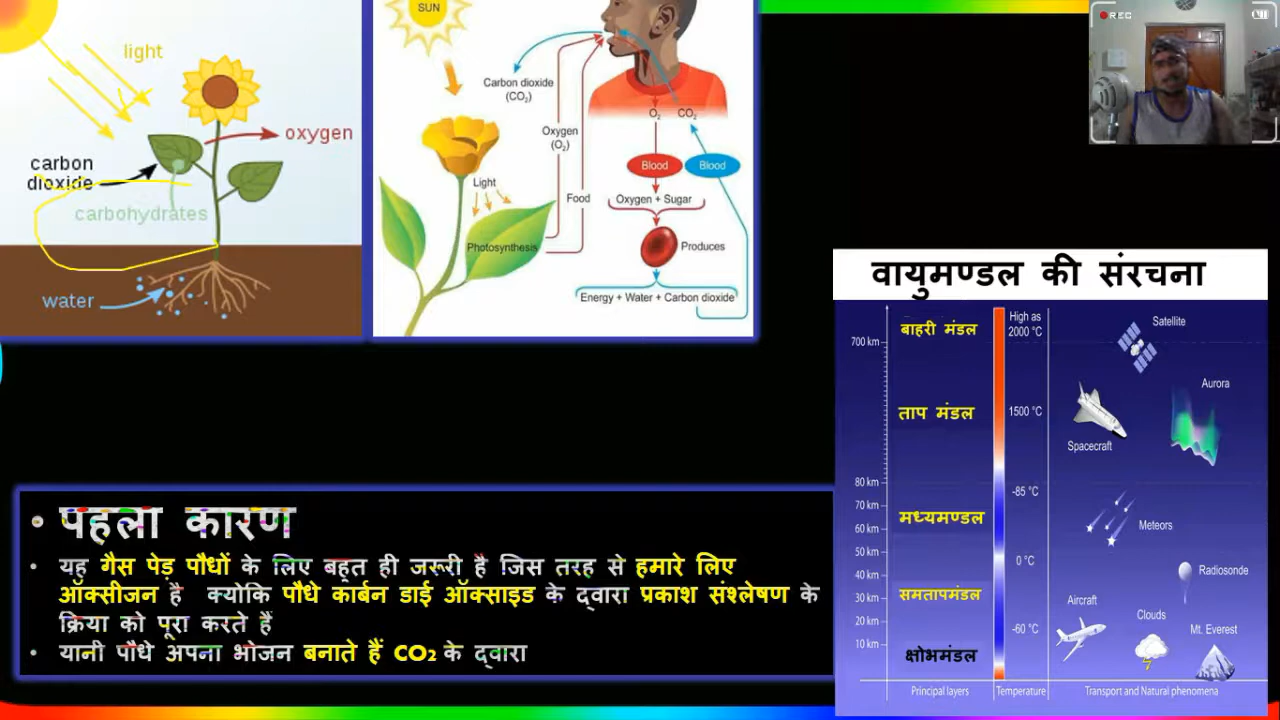 light
oxygen
carbon
dioxide
carbohydrates
water
SUN
Carbon dioxide
(CO₂)
Oxygen
(O₂)
Light
Food
Photosynthesis
O₂ CO₂
Blood Blood
Oxygen + Sugar
Produces
Energy + Water + Carbon dioxide
REC
वायुमण्डल की संरचना
बाहरी मंडल
High as
2000 °C
Satellite
700 km
ताप मंडल
1500 °C
Aurora
Spacecraft
80 km
-85 °C
70 km
मध्यमण्डल
60 km
Meteors
50 km
0 °C
40 km
Radiosonde
30 km
समतापमंडल
20 km
-60 °C
Aircraft
Clouds
Mt. Everest
10 km
क्षोभमंडल
Principal layers Temperature Transport and Natural phenomena
• पहला कारण
• यह गैस पेड़ पौधों के लिए बहुत ही जरूरी है जिस तरह से हमारे लिए
ऑक्सीजन है क्योकि पौधे कार्बन डाई ऑक्साइड के द्वारा प्रकाश संश्लेषण के
क्रिया को पूरा करते हैं
• यानी पौधे अपना भोजन बनाते हैं CO₂ के द्वारा